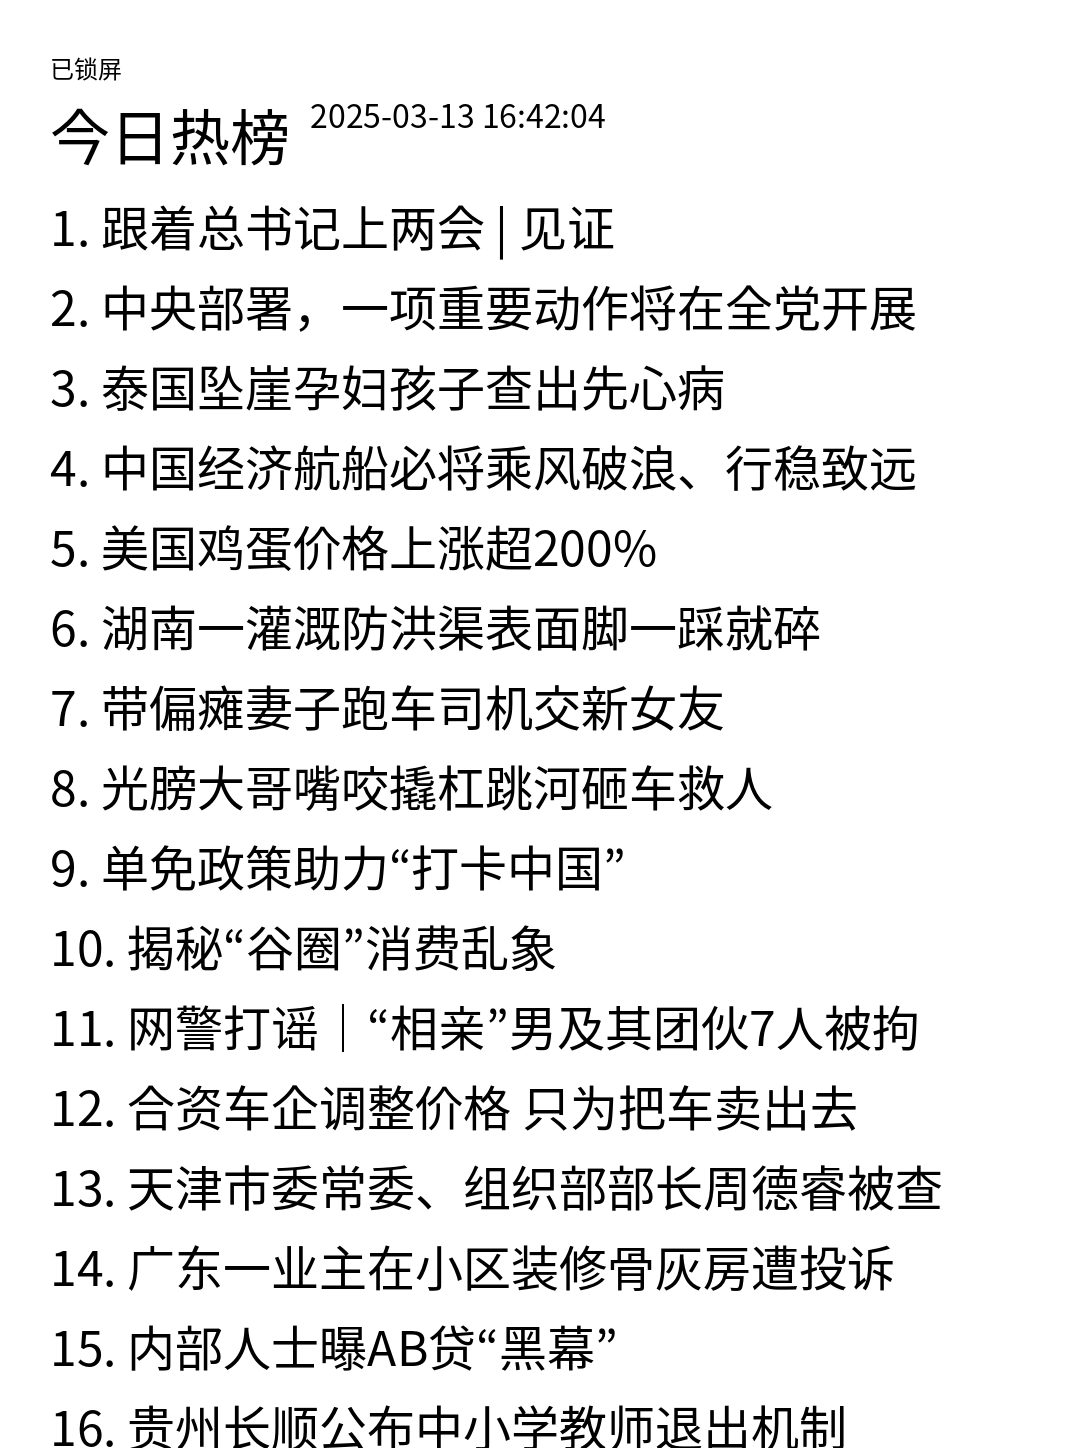 已锁屏
今日热榜 2025-03-13 16:42:04
1. 跟着总书记上两会 | 见证
2. 中央部署，一项重要动作将在全党开展
3. 泰国坠崖孕妇孩子查出先心病
4. 中国经济航船必将乘风破浪、行稳致远
5. 美国鸡蛋价格上涨超200%
6. 湖南一灌溉防洪渠表面脚一踩就碎
7. 带偏瘫妻子跑车司机交新女友
8. 光膀大哥嘴咬撬杠跳河砸车救人
9. 单免政策助力“打卡中国”
10. 揭秘“谷圈”消费乱象
11. 网警打谣｜“相亲”男及其团伙7人被拘
12. 合资车企调整价格 只为把车卖出去
13. 天津市委常委、组织部部长周德睿被查
14. 广东一业主在小区装修骨灰房遭投诉
15. 内部人士曝AB贷“黑幕”
16. 贵州长顺公布中小学教师退出机制